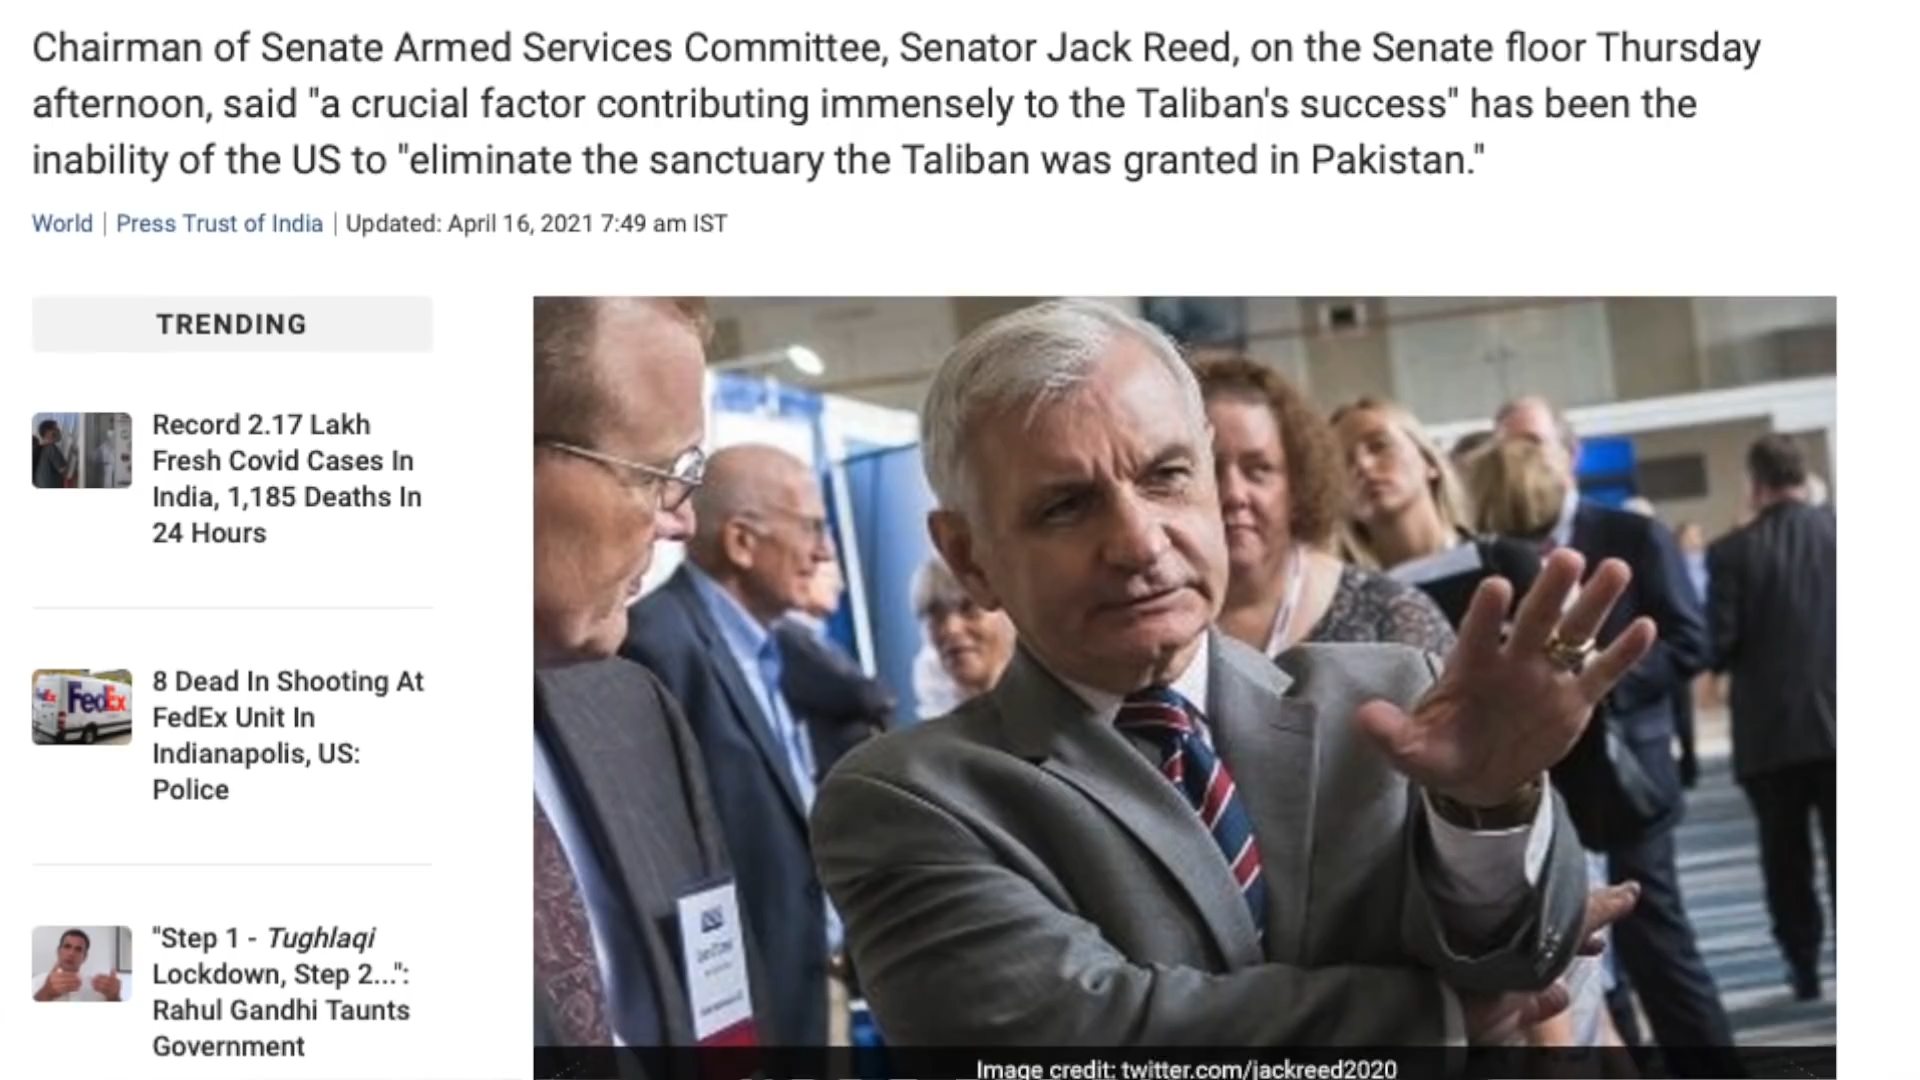 Chairman of Senate Armed Services Committee, Senator Jack Reed, on the Senate floor Thursday
afternoon, said "a crucial factor contributing immensely to the Taliban's success" has been the
inability of the US to "eliminate the sanctuary the Taliban was granted in Pakistan."
World | Press Trust of India | Updated: April 16, 2021 7:49 am IST
TRENDING
Record 2.17 Lakh
Fresh Covid Cases In
India, 1,185 Deaths In
24 Hours
FedEx
8 Dead In Shooting At
FedEx Unit In
Indianapolis, US:
Police
"Step 1 - Tughlaqi
Lockdown, Step 2...":
Rahul Gandhi Taunts
Government
Image credit: twitter.com/jackreed2020